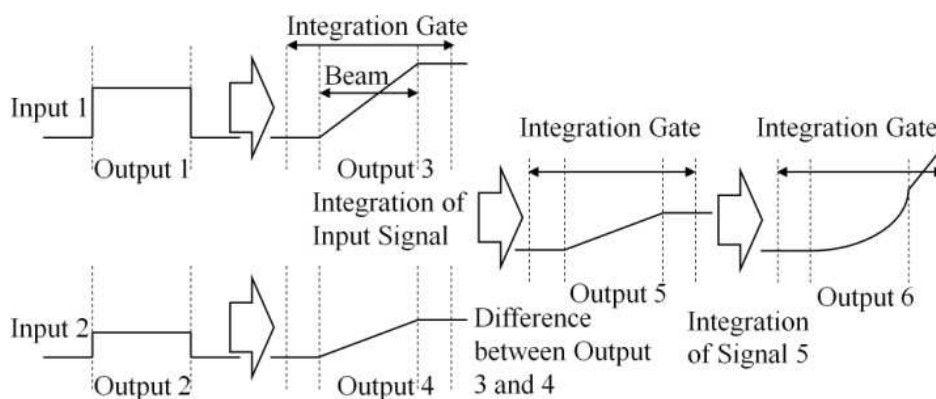 Integration Gate
Input 1
Beam
Output 1
Output 3
Integration of
Input Signal
Integration Gate
Integration Gate
Output 5
Output 6
Input 2
Output 2
Output 4
Difference
between Output
3 and 4
Integration
of Signal 5